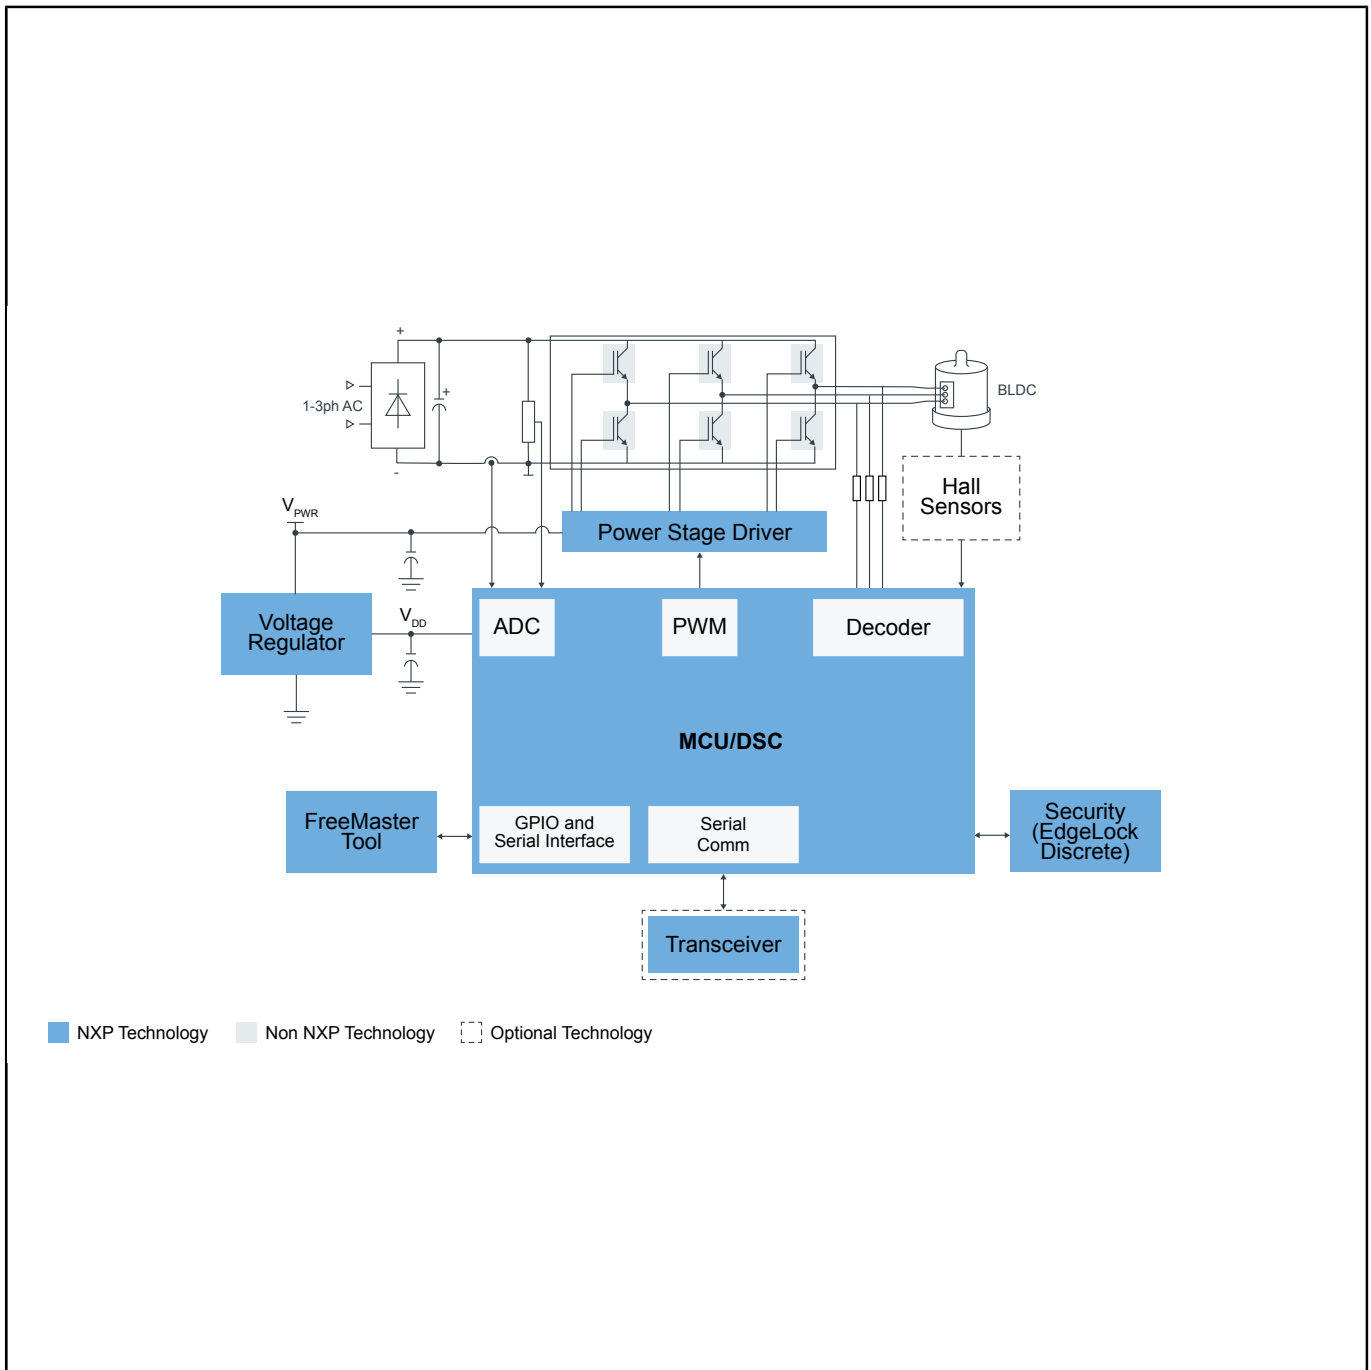 +
+
1-3ph AC
-
BLDC
Hall
Sensors
VPWR
Power Stage Driver
Voltage
Regulator
VDD
ADC
PWM
Decoder
MCU/DSC
FreeMaster
Tool
GPIO and
Serial Interface
Serial
Comm
Security
(EdgeLock
Discrete)
Transceiver
NXP Technology
Non NXP Technology
Optional Technology